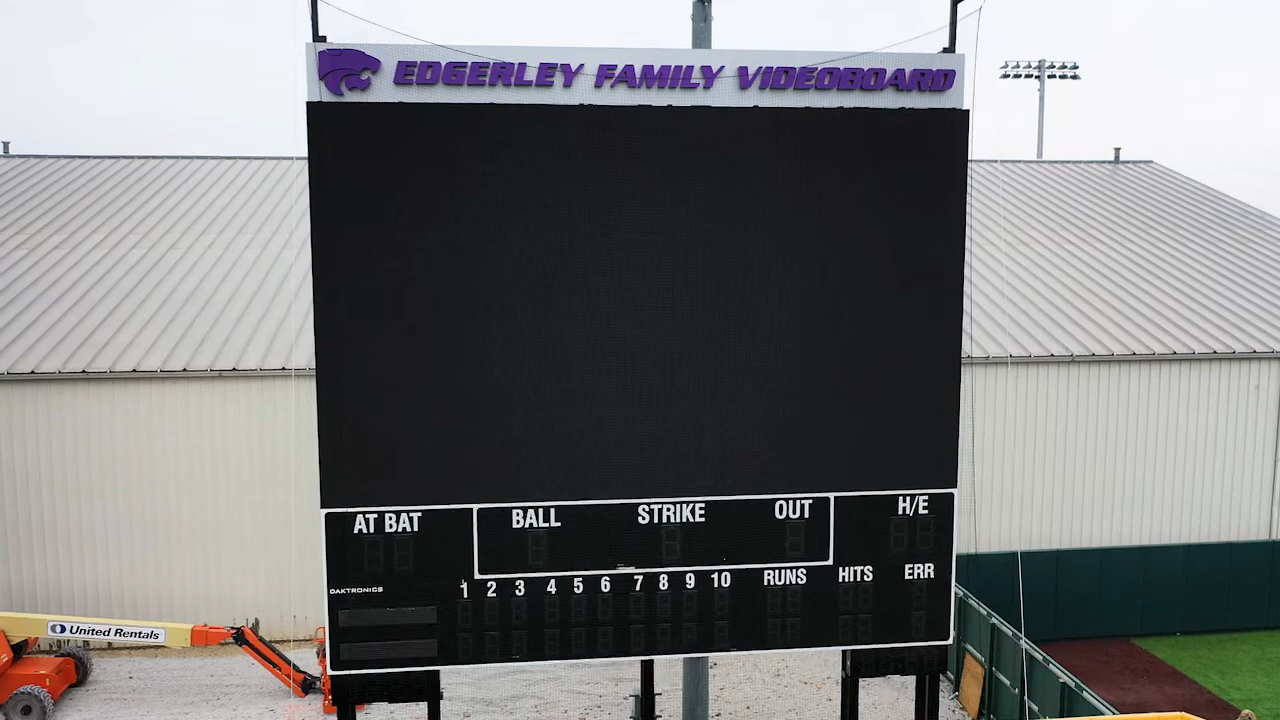 EDGERLEY FAMILY VIDEOBOARD
AT BAT BALL STRIKE OUT H/E
DAKTRONICS 1 2 3 4 5 6 7 8 9 10 RUNS HITS ERR
United Rentals